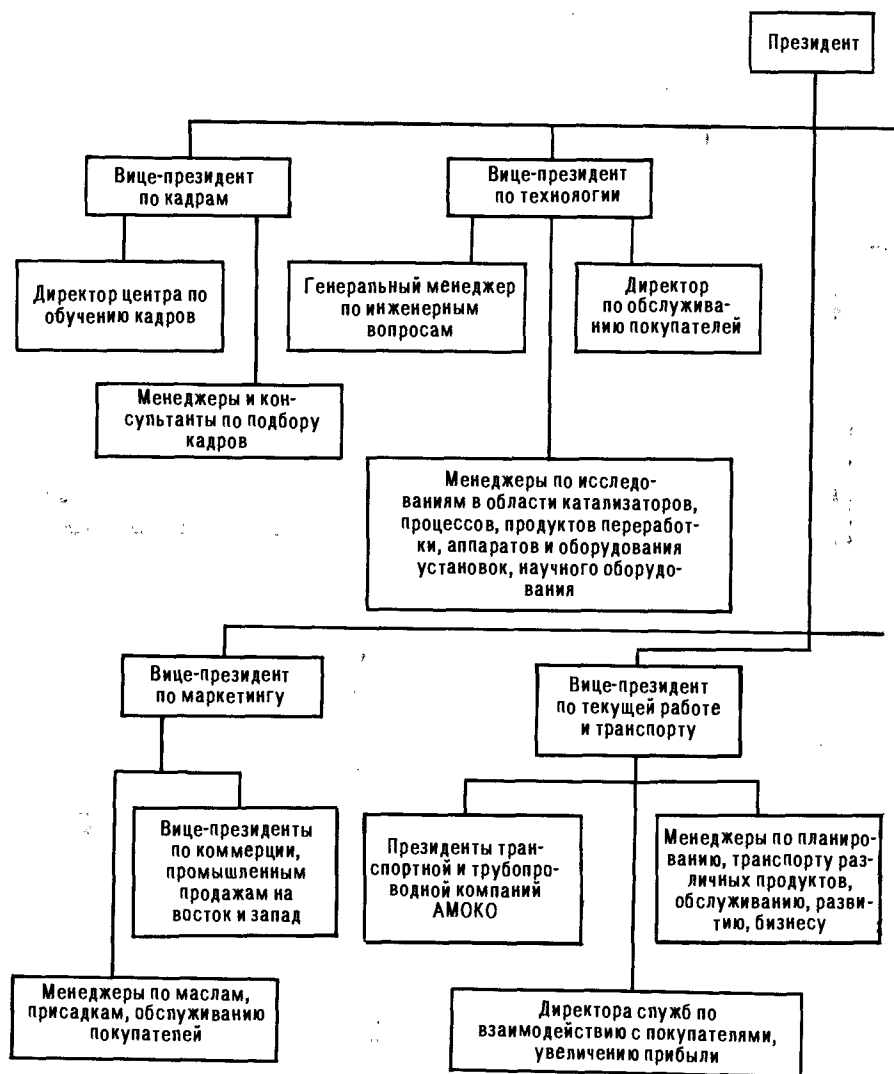 Президент
Вице-президент
по кадрам
Вице-президент
по технологии
Директор центра по
обучению кадров
Генеральный менеджер
по инженерным
вопросам
Директор
по обслужива-
нию покупателей
Менеджеры и кон-
сультанты по подбору
кадров
Менеджеры по исследо-
ваниям в области катализаторов,
процессов, продуктов переработ-
ки, аппаратов и оборудования
установок, научного оборудо-
вания
Вице-президент
по маркетингу
Вице-президент
по текущей работе
и транспорту
Вице-президенты
по коммерции,
промышленным
продажам на
восток и запад
Президенты тран-
спортной и трубопро-
водной компаний
АМОКО
Менеджеры по планиро-
ванию, транспорту раз-
личных продуктов,
обслуживанию, разви-
тию, бизнесу
Менеджеры по маслам,
присадкам, обслуживанию
покупателей
Директора служб по
взаимодействию с покупателями,
увеличению прибыли